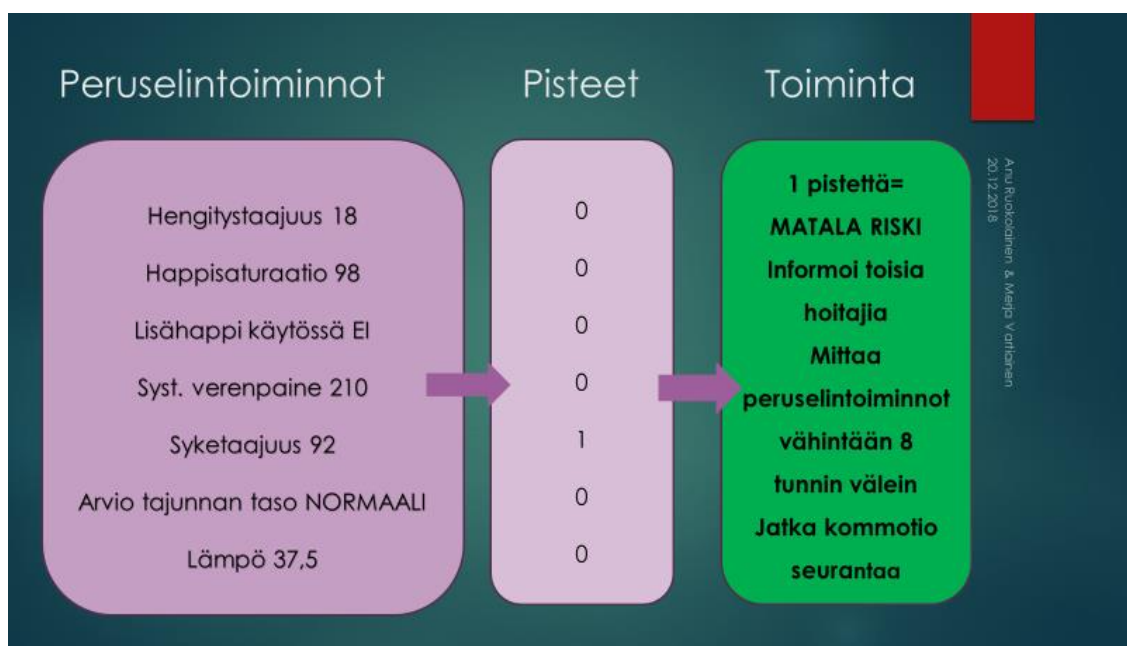 Peruselintoiminnot
Pisteet
Toiminta
Hengitystaajuus 18
Happisaturaatio 98
Lisähappi käytössä EI
Syst. verenpaine 210
Syketaajuus 92
Arvio tajunnan taso NORMAALI
Lämpö 37,5
0
0
0
0
1
0
0
1 pistettä=
MATALA RISKI
Informoi toisia
hoitajia
Mittaa
peruselintoiminnot
vähintään 8
tunnin välein
Jatka kommotio
seurantaa
Anu Ruokolainen & Merja Vartiainen
20.12.2018